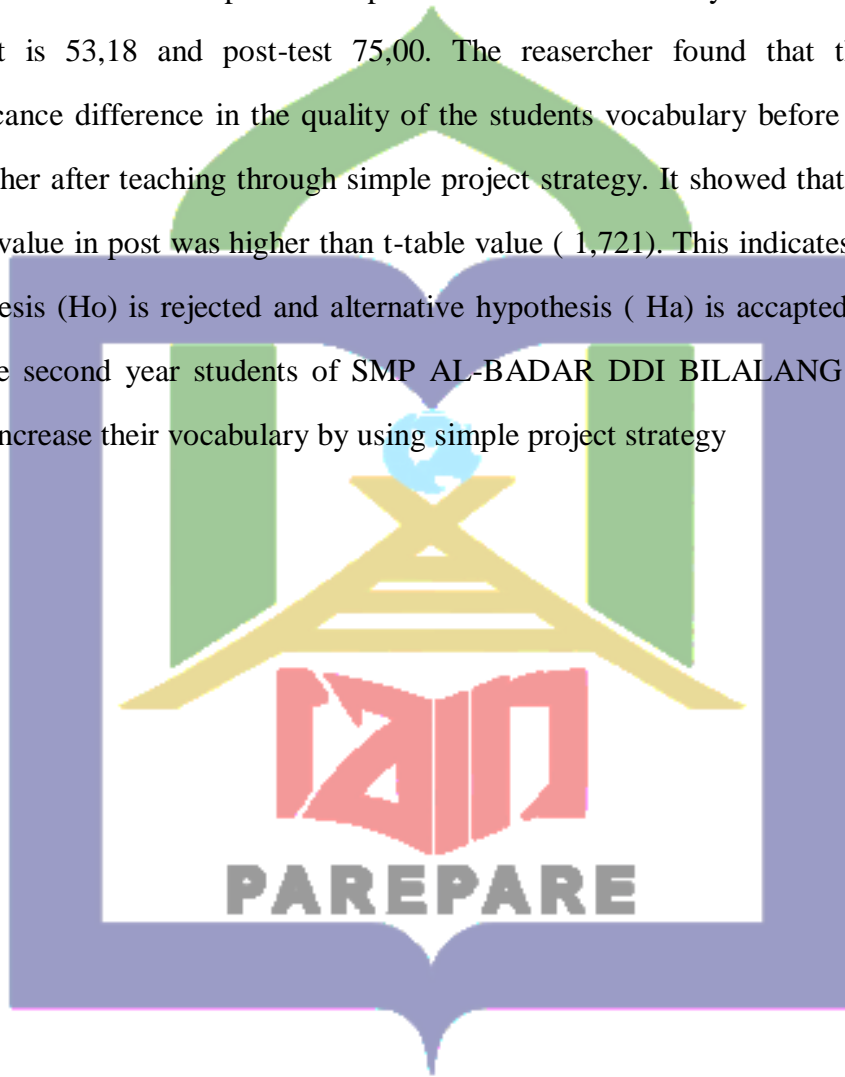 is 53,18 and post-test 75,00. The reasercher found that
difference in the quality of the students vocabulary before
after teaching through simple project strategy. It showed that
value in post was higher than t-table value ( 1,721). This indicates
(Ho) is rejected and alternative hypothesis ( Ha) is accapted
second year students of SMP AL-BADAR DDI BILALANG
increase their vocabulary by using simple project strategy
iain
PAREPARE